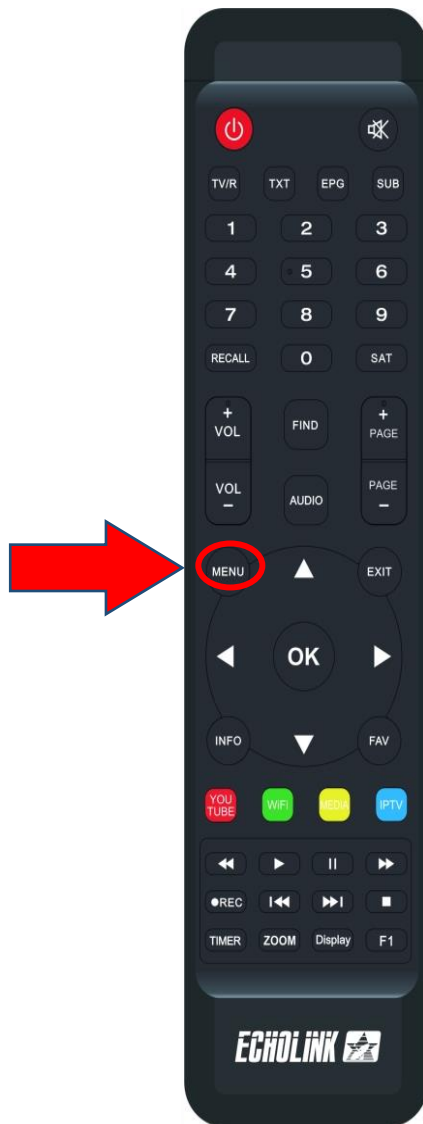 TV/R TXT EPG SUB
1 2 3
4 5 6
7 8 9
RECALL 0 SAT
+ +
VOL FIND PAGE
VOL AUDIO PAGE
− −
MENU EXIT
OK
INFO FAV
YOU TUBE WiFi MEDIA IPTV
●REC
TIMER ZOOM Display F1
ECHOLINK